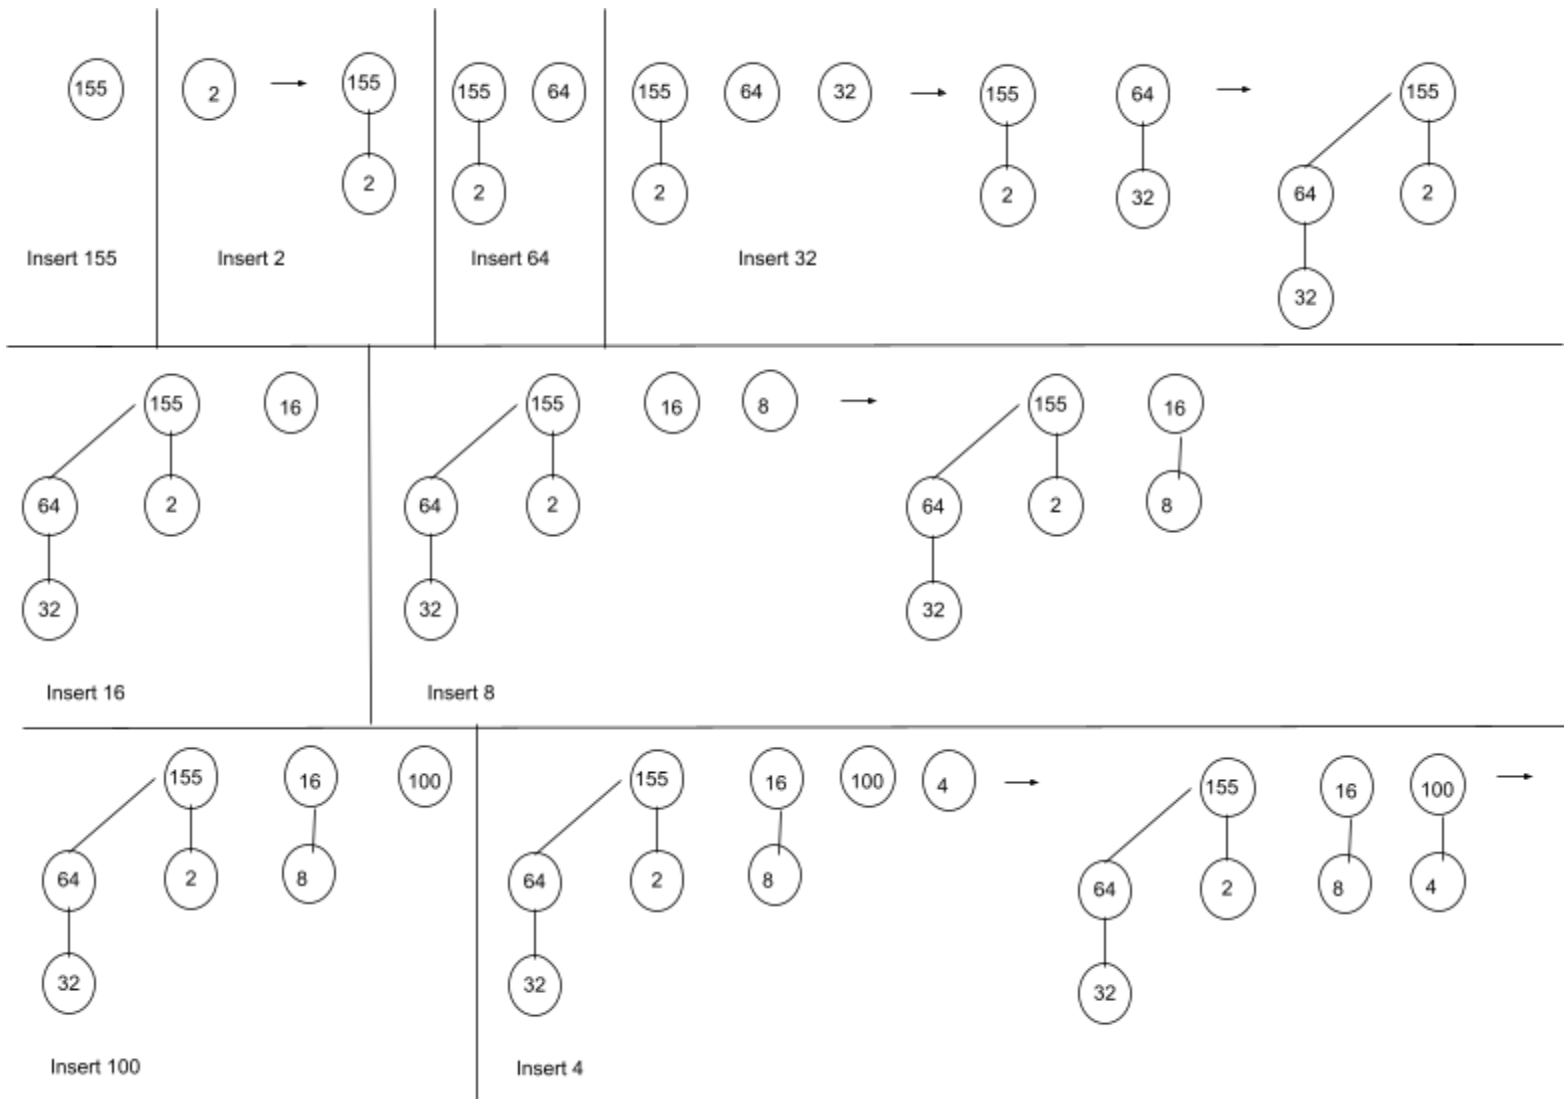 155 2 155 155 64 155 64 32 155 64 155
2 2 2 2 32 64 2
Insert 155 Insert 2 Insert 64 Insert 32
32
155 16 155 16 8 155 16
64 2 64 2 64 2 8
32 32 32
Insert 16 Insert 8
155 16 100 155 16 100 4 155 16 100
64 2 8 64 2 8 64 2 8 4
32 32 32
Insert 100 Insert 4